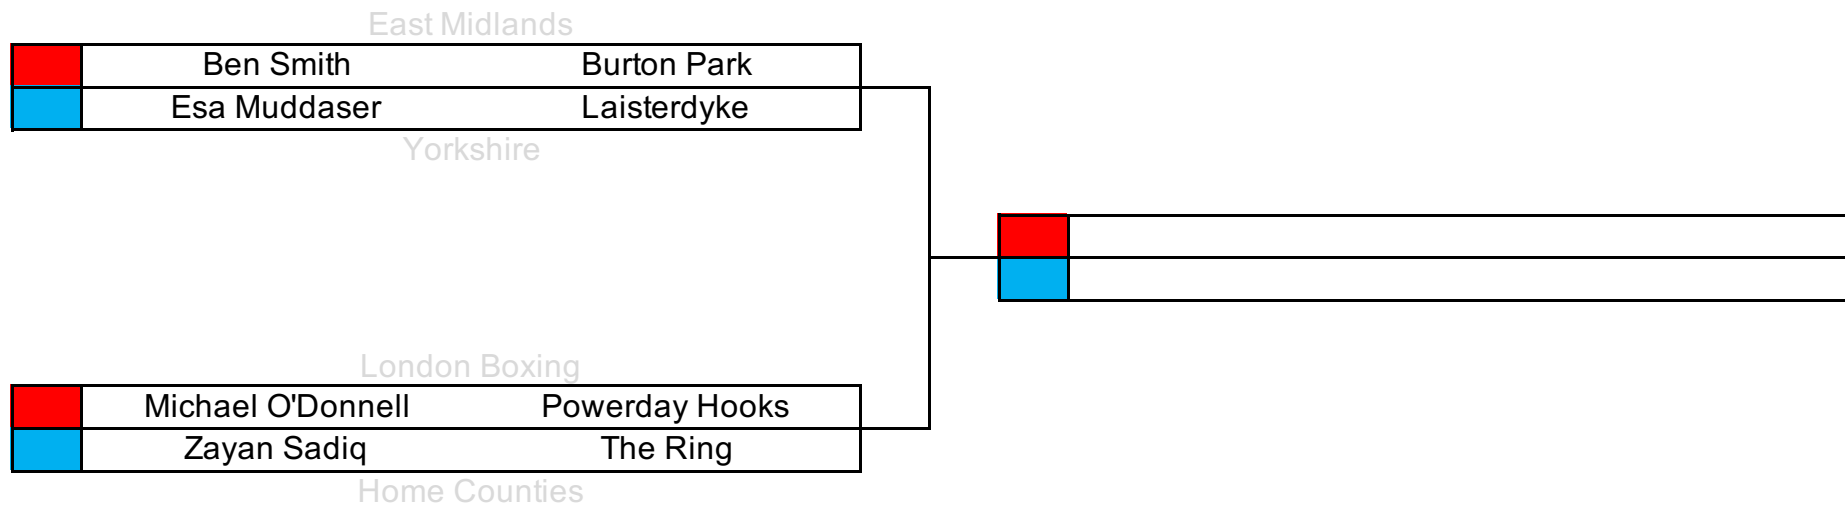 East Midlands
Ben Smith Burton Park
Esa Muddaser Laisterdyke
Yorkshire
London Boxing
Michael O'Donnell Powerday Hooks
Zayan Sadiq The Ring
Home Counties